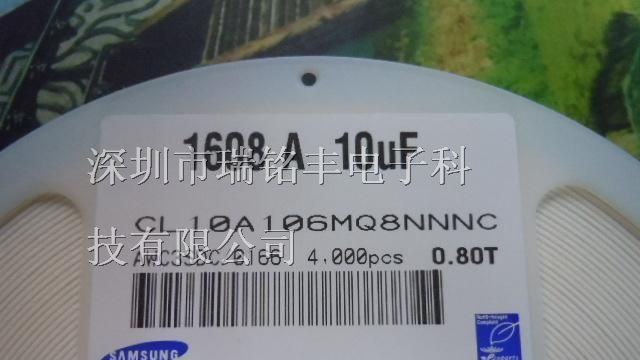 1608 A 10uF
深圳市瑞铭丰电子科
CL10A106MQ8NNNC
技有限公司
4,000pcs 0.80T
SAMSUNG